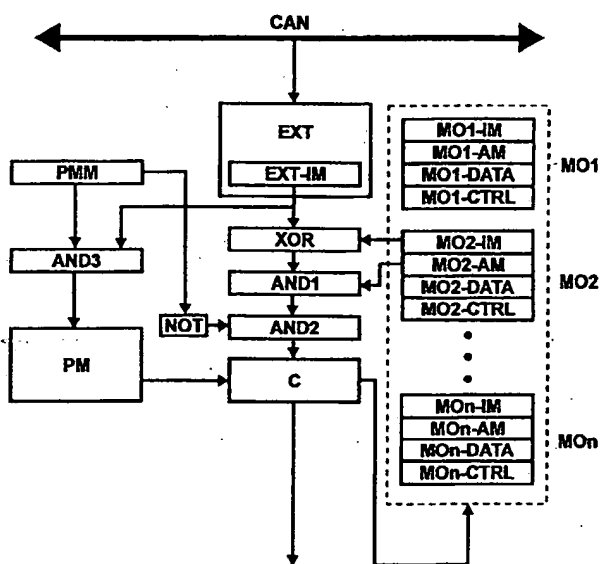 CAN
EXT
EXT-IM
PMM
XOR
AND3
AND1
NOT
AND2
PM
C
MO1-IM
MO1-AM
MO1-DATA
MO1-CTRL
MO1
MO2-IM
MO2-AM
MO2-DATA
MO2-CTRL
MO2
MOn-IM
MOn-AM
MOn-DATA
MOn-CTRL
MOn